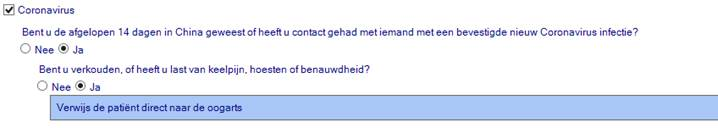 Coronavirus
Bent u de afgelopen 14 dagen in China geweest of heeft u contact gehad met iemand met een bevestigde nieuw Coronavirus infectie?
Nee Ja
Bent u verkouden, of heeft u last van keelpijn, hoesten of benauwdheid?
Nee Ja
Verwijs de patiënt direct naar de oogarts